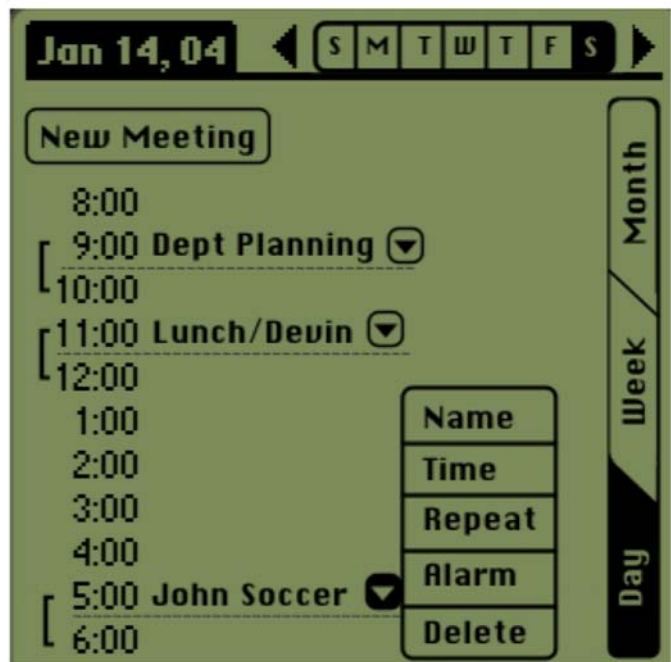 Jan 14, 04 S M T W T F S
New Meeting
8:00
9:00 Dept Planning
10:00
11:00 Lunch/Devin
12:00
1:00
2:00
3:00
4:00
5:00 John Soccer
6:00
Name
Time
Repeat
Alarm
Delete
Month
Week
Day